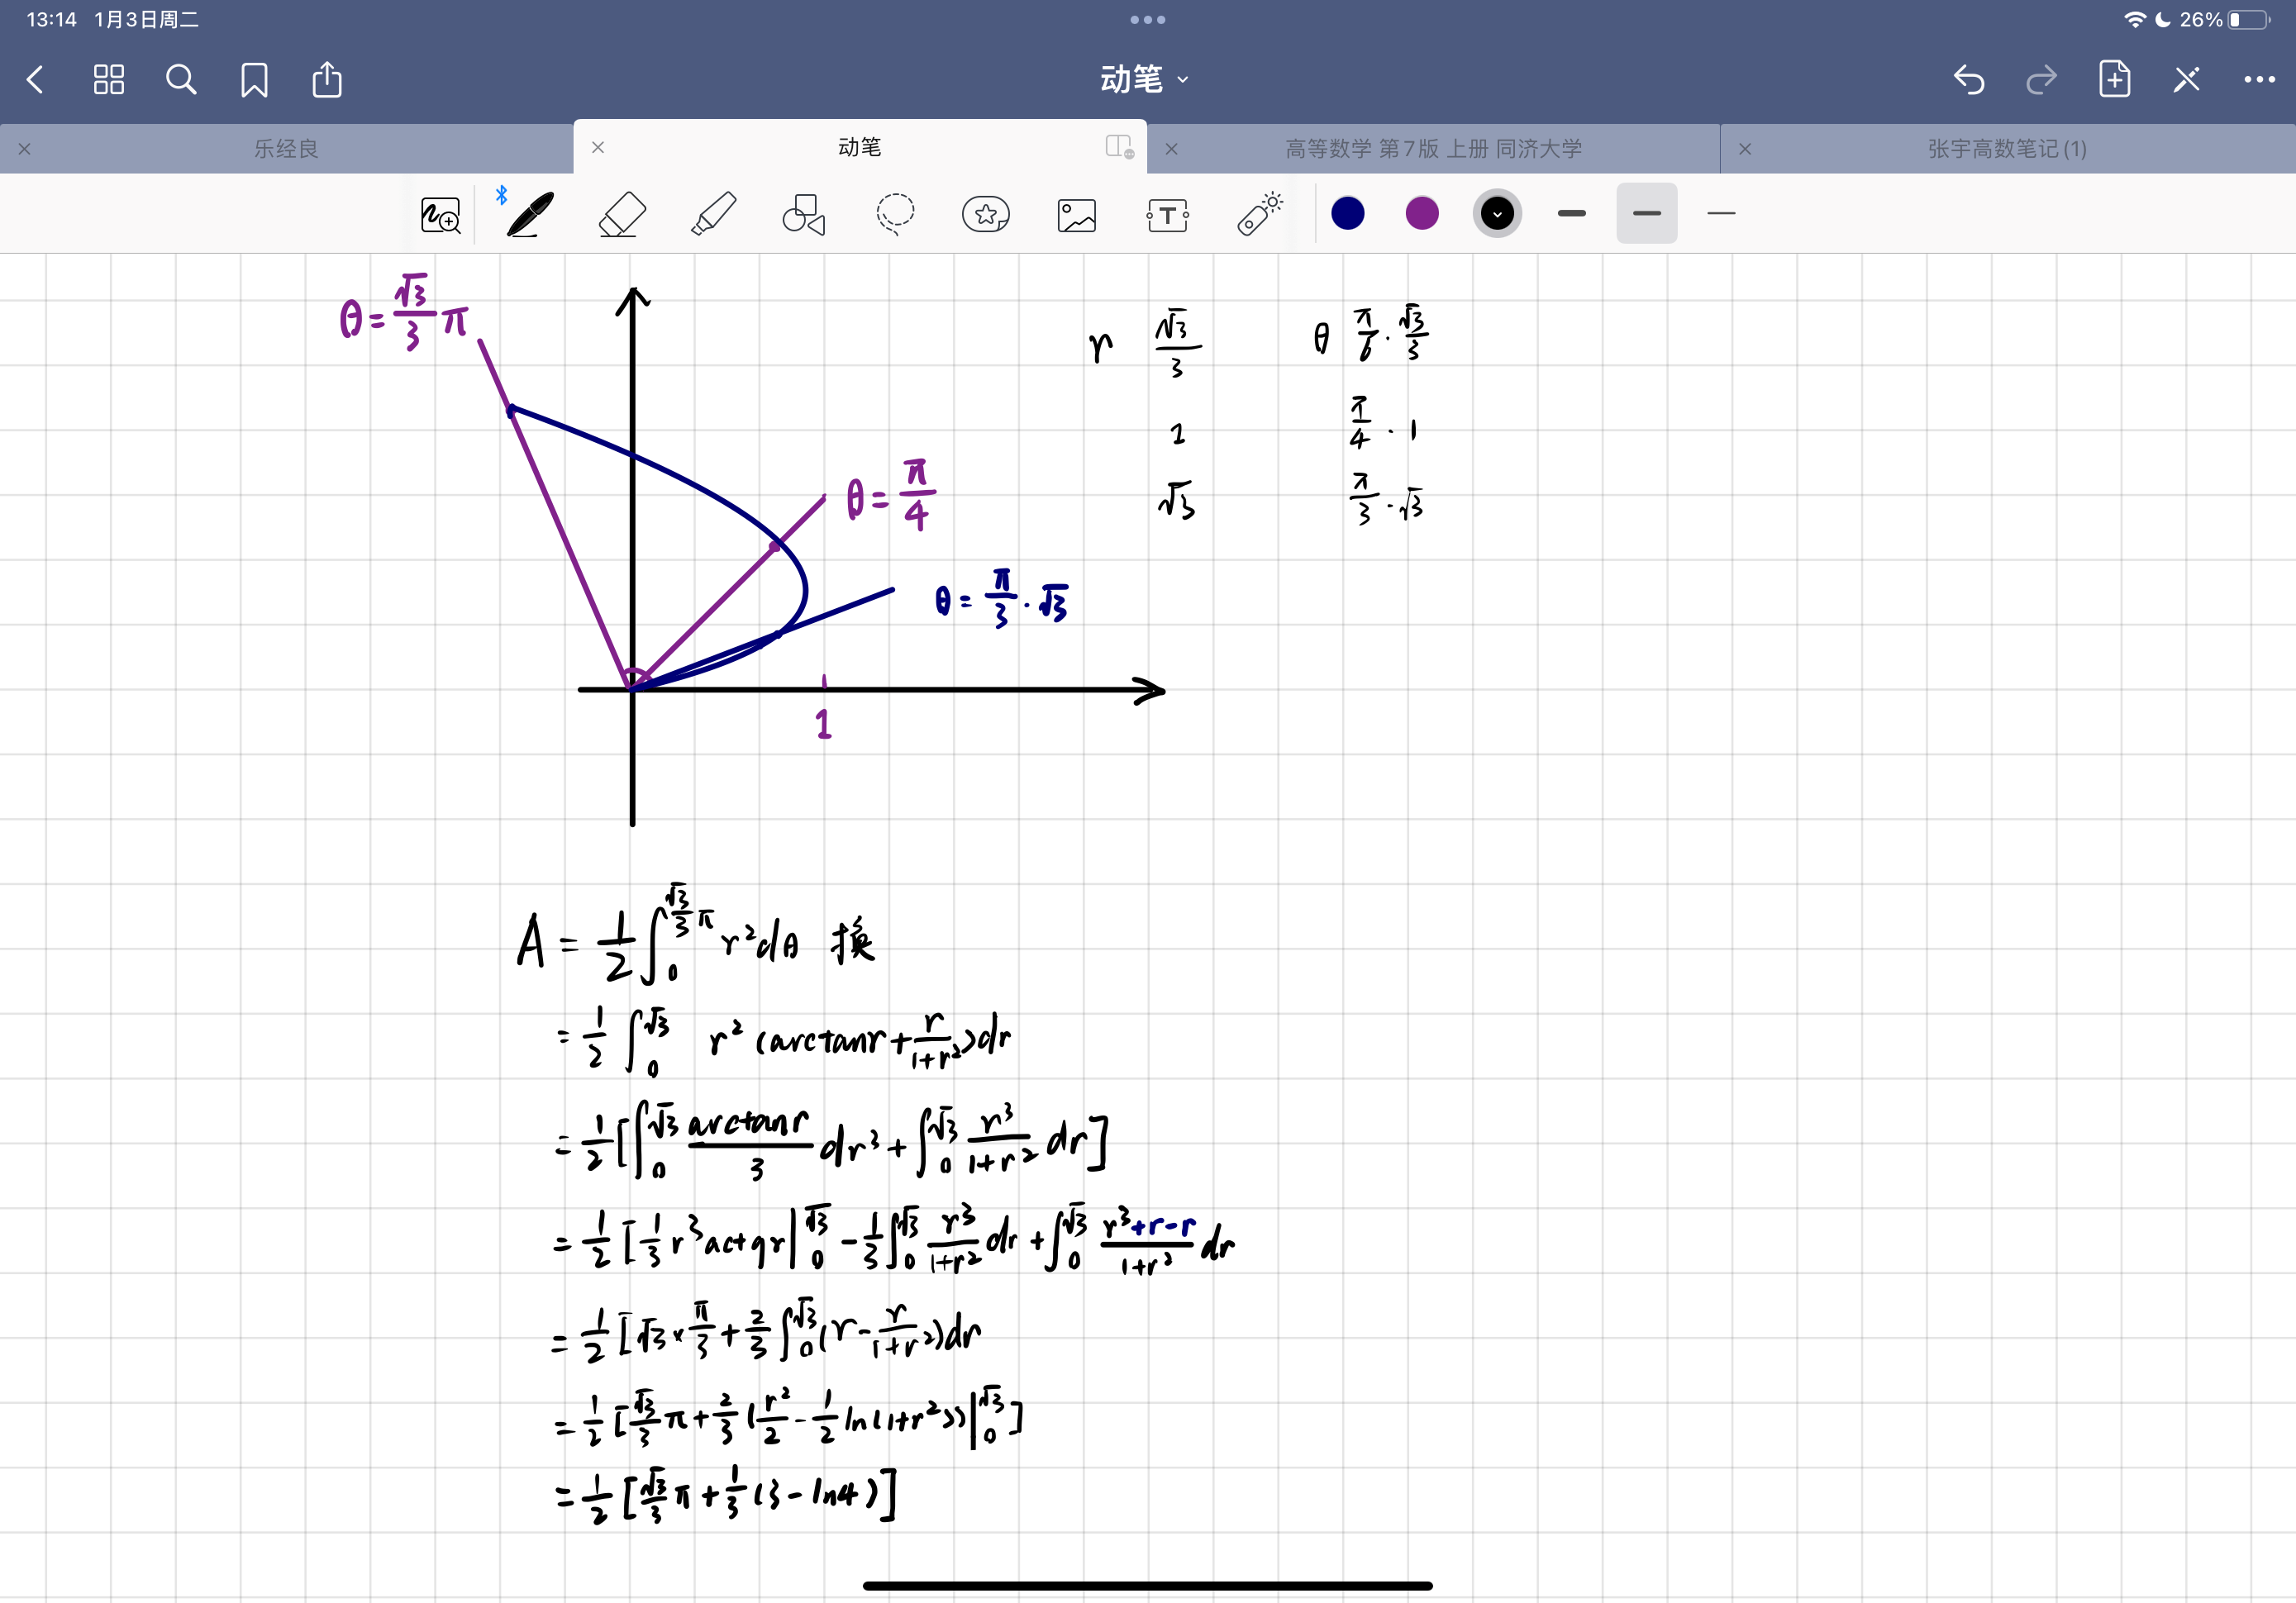 13:14 1月3日周二
26%
动笔
乐经良
动笔
高等数学 第7版 上册 同济大学
张宇高数笔记 (1)
T
θ = √3/3 π
r √3/3 θ π/6 · √3/3
1 π/4 · 1
√3 π/3 · √3
θ = π/4
θ = π/3 · √3
1
A = 1/2 ∫₀^(√3/3 π) r² dθ 换
= 1/2 ∫₀^√3 r² (arctanr + r/(1+r²)) dr
= 1/2 [∫₀^√3 arctanr/3 dr³ + ∫₀^√3 r³/(1+r²) dr]
= 1/2 [1/3 r³ actgr |₀^√3 − 1/3 ∫₀^√3 r³/(1+r²) dr + ∫₀^√3 (r³+r−r)/(1+r²) dr
= 1/2 [√3 × π/3 + 2/3 ∫₀^√3 (r − r/(1+r²)) dr
= 1/2 [√3/3 π + 2/3 (r²/2 − 1/2 ln(1+r²)) |₀^√3 ]
= 1/2 [√3/3 π + 1/3 (3 − ln4)]